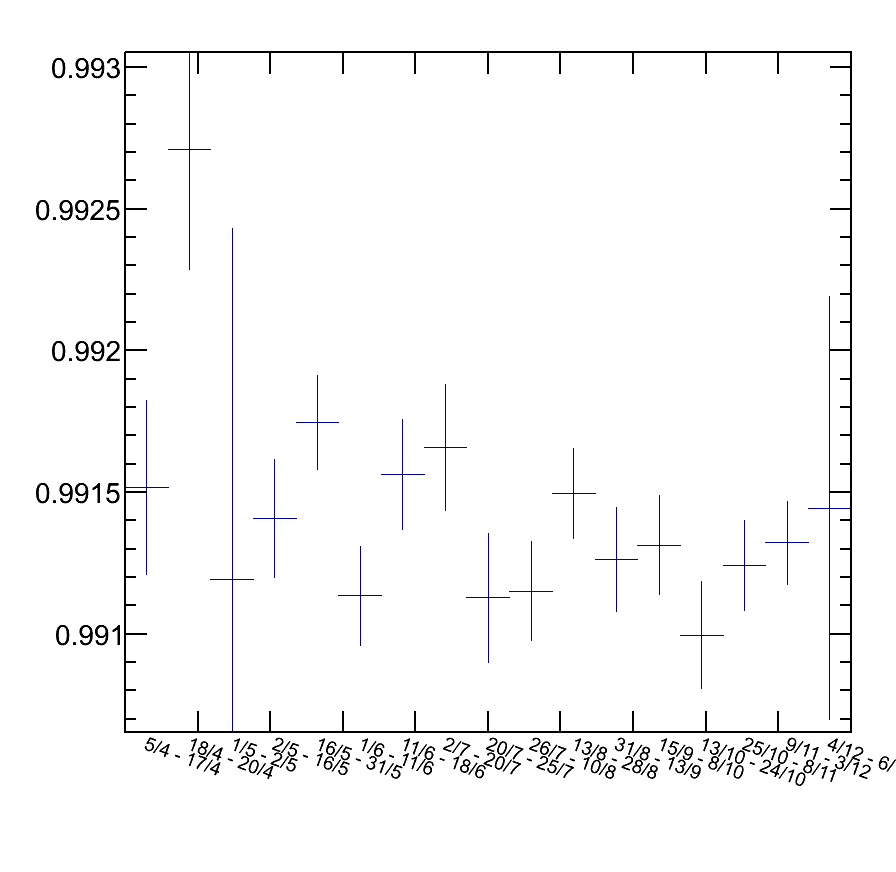 0.993
0.9925
0.992
0.9915
0.991
5/4 - 17/4
18/4 - 20/4
1/5 - 2/5
2/5 - 16/5
16/5 - 31/5
1/6 - 11/6
11/6 - 18/6
2/7 - 20/7
20/7 - 25/7
26/7 - 10/8
13/8 - 28/8
31/8 - 13/9
15/9 - 8/10
13/10 - 24/10
25/10 - 8/11
9/11 - 3/12
4/12 - 6/